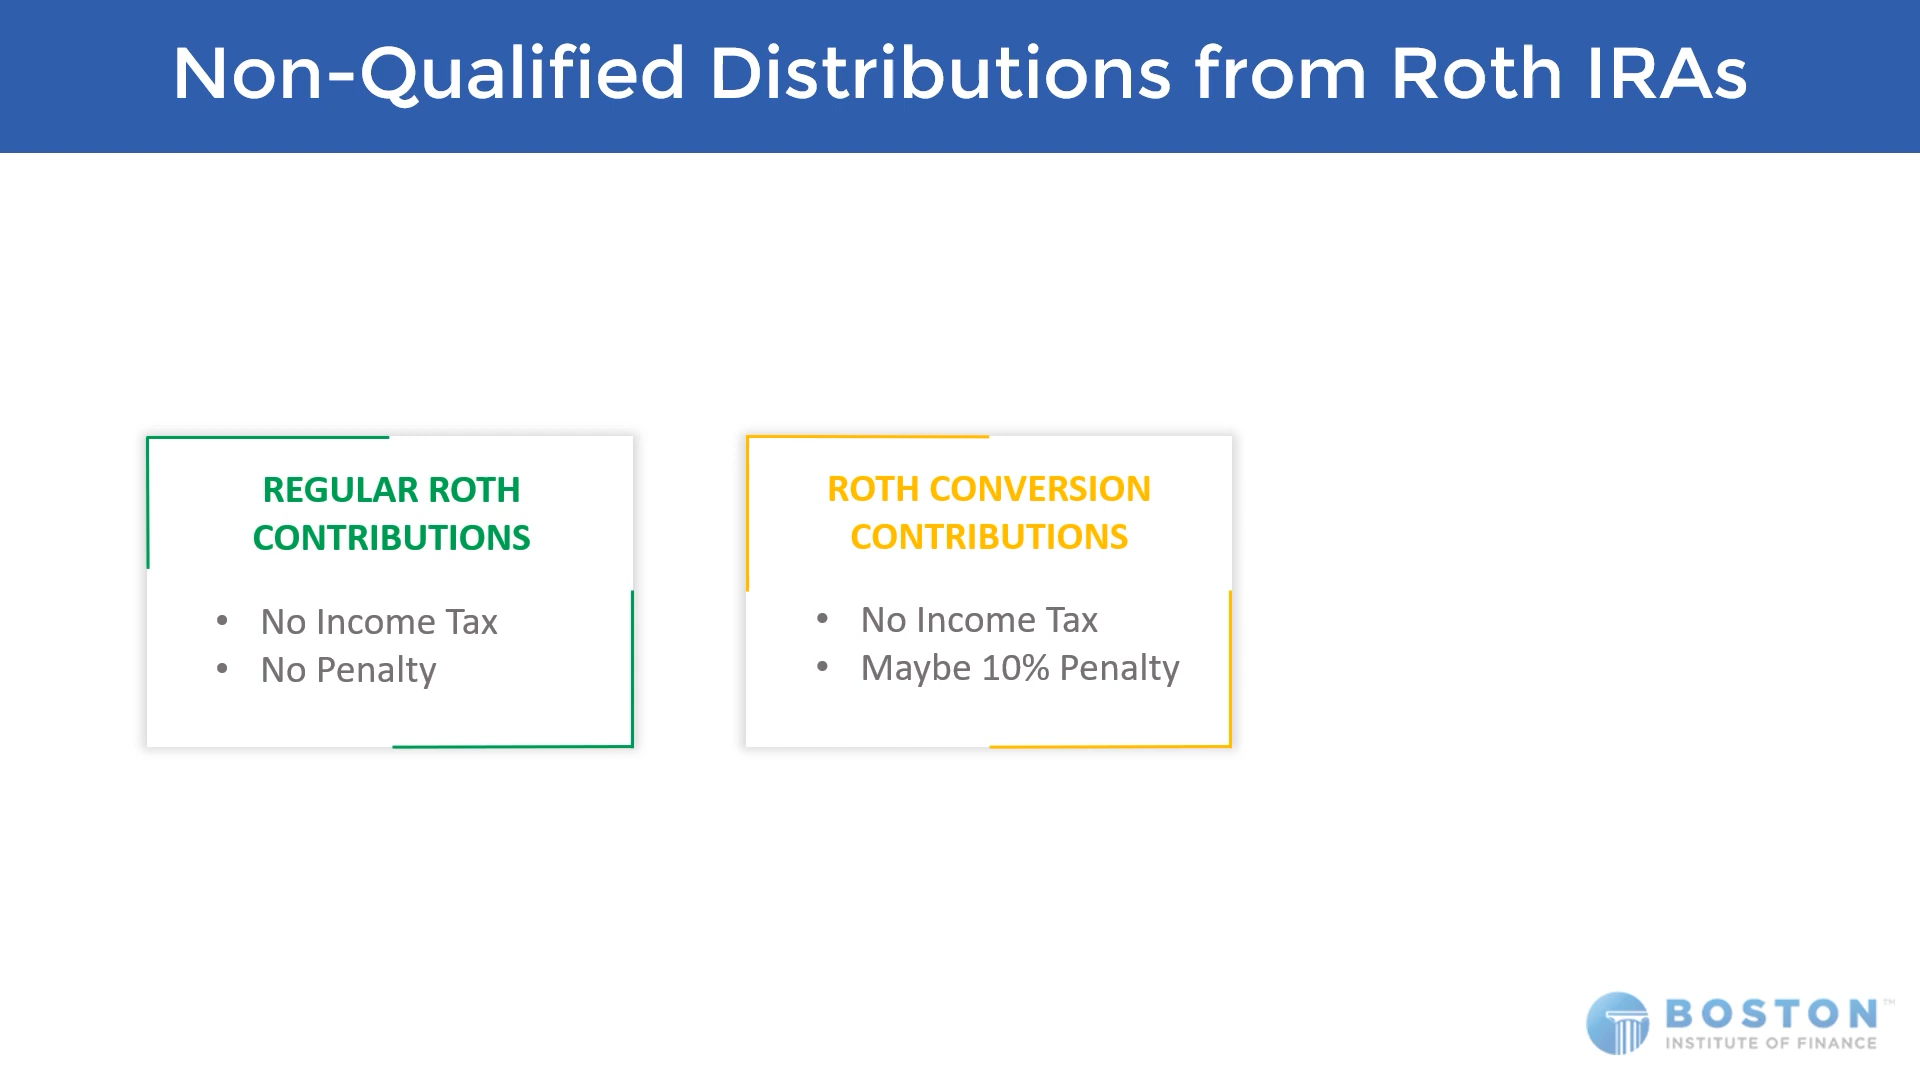 Non-Qualified Distributions from Roth IRAs
REGULAR ROTH
CONTRIBUTIONS
• No Income Tax
• No Penalty
ROTH CONVERSION
CONTRIBUTIONS
• No Income Tax
• Maybe 10% Penalty
BOSTON™
INSTITUTE OF FINANCE